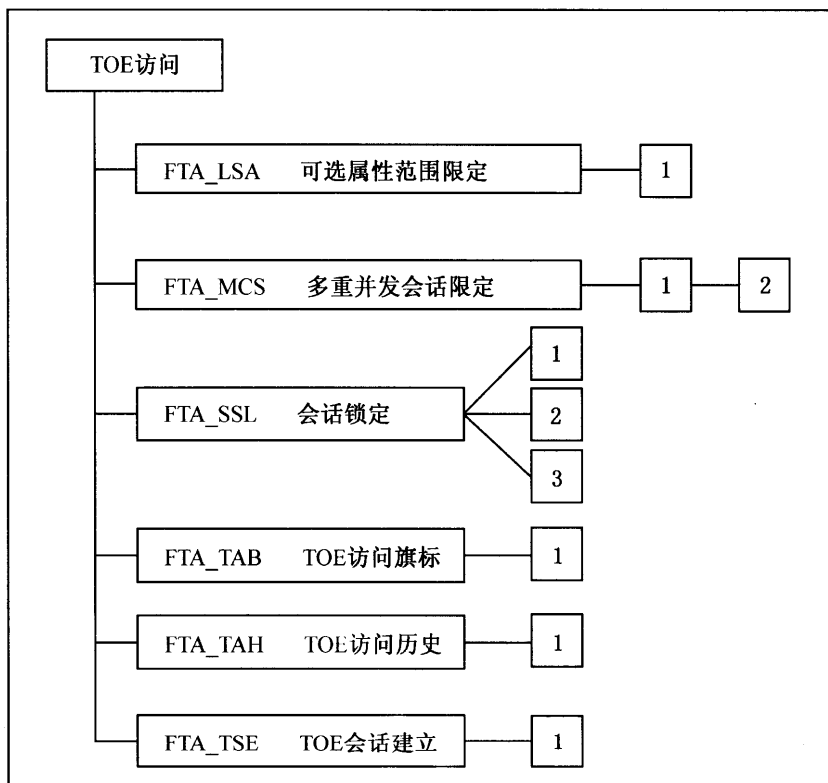 TOE访问
FTA_LSA 可选属性范围限定 1
FTA_MCS 多重并发会话限定 1 2
1
FTA_SSL 会话锁定 2
3
FTA_TAB TOE访问旗标 1
FTA_TAH TOE访问历史 1
FTA_TSE TOE会话建立 1